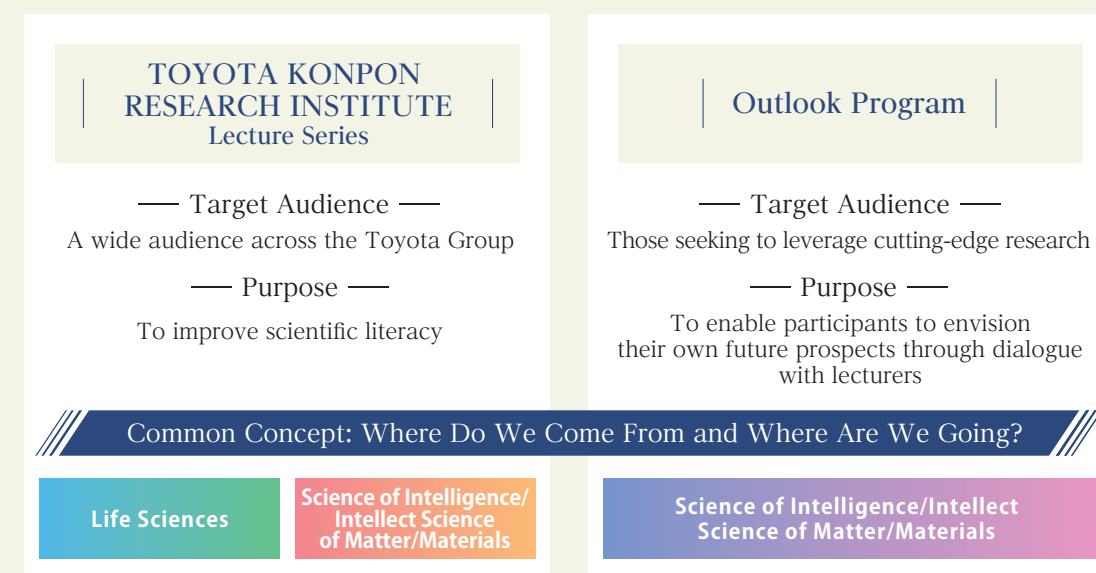 TOYOTA KONPON
RESEARCH INSTITUTE
Lecture Series
Target Audience
A wide audience across the Toyota Group
Purpose
To improve scientific literacy
Outlook Program
Target Audience
Those seeking to leverage cutting-edge research
Purpose
To enable participants to envision
their own future prospects through dialogue
with lecturers
Common Concept: Where Do We Come From and Where Are We Going?
Life Sciences
Science of Intelligence/
Intellect Science
of Matter/Materials
Science of Intelligence/Intellect
Science of Matter/Materials